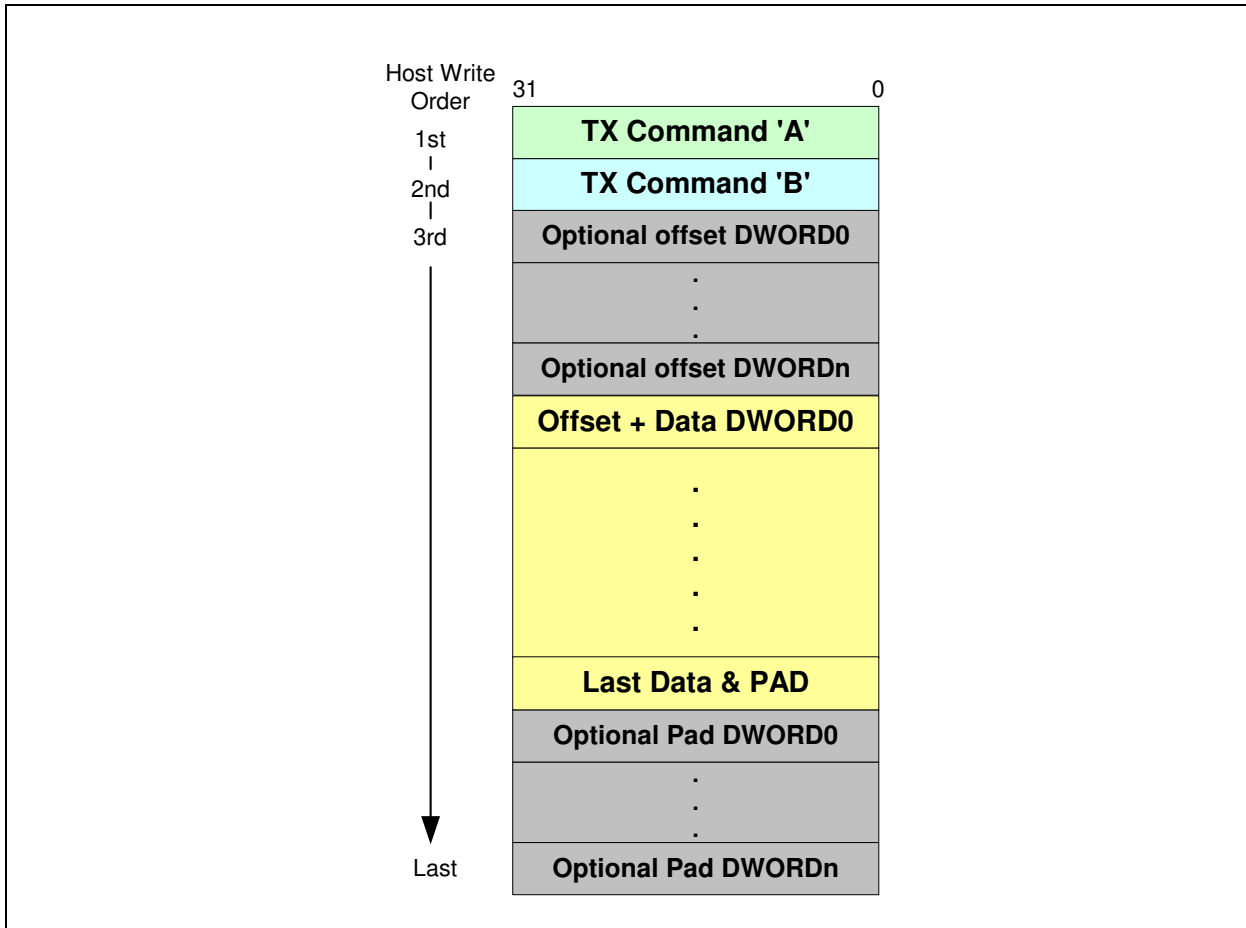 Host Write
Order
31
0
1st
TX Command 'A'
2nd
TX Command 'B'
3rd
Optional offset DWORD0
.
.
.
Optional offset DWORDn
Offset + Data DWORD0
.
.
.
.
.
Last Data & PAD
Optional Pad DWORD0
.
.
.
Last
Optional Pad DWORDn